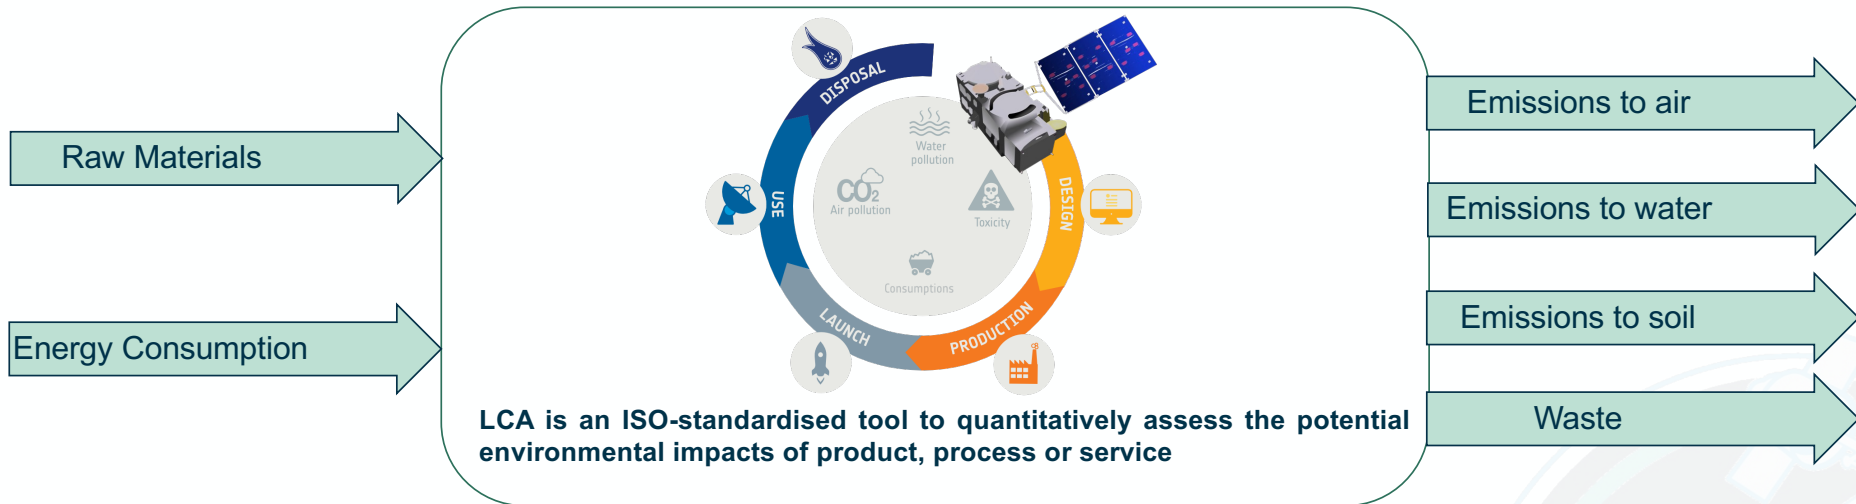 Raw Materials
Energy Consumption
DISPOSAL
USE
LAUNCH
PRODUCTION
DESIGN
Water
pollution
CO2
Air pollution
Toxicity
Consumptions
LCA is an ISO-standardised tool to quantitatively assess the potential
environmental impacts of product, process or service
Emissions to air
Emissions to water
Emissions to soil
Waste